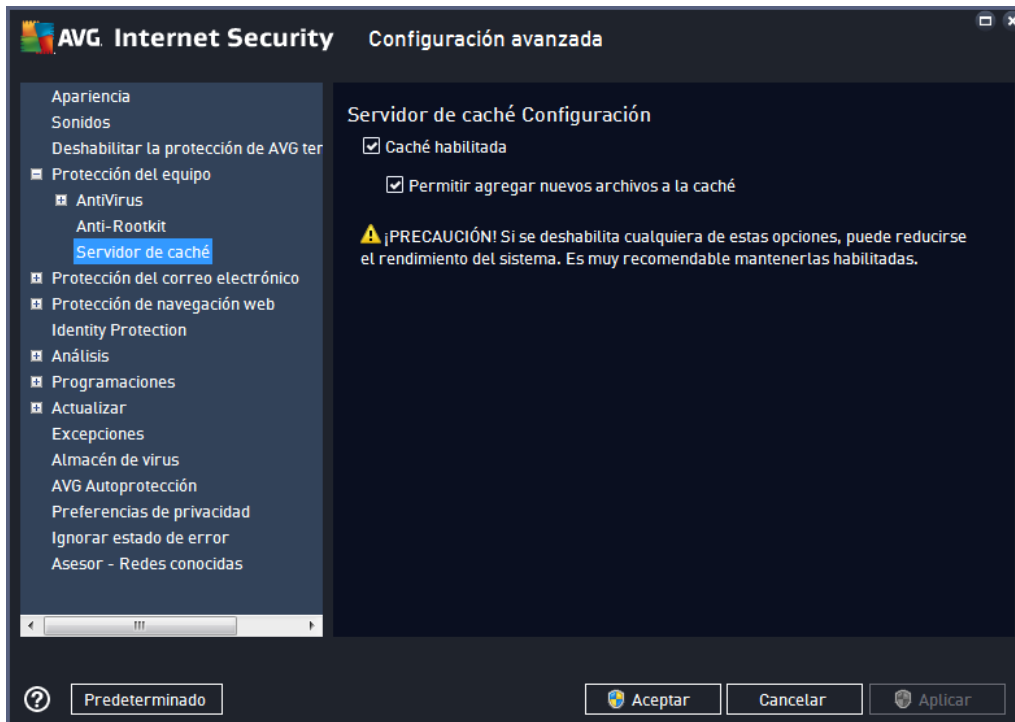 AVG. Internet Security Configuración avanzada
Apariencia
Sonidos
Deshabilitar la protección de AVG ter
Protección del equipo
AntiVirus
Anti-Rootkit
Servidor de caché
Protección del correo electrónico
Protección de navegación web
Identity Protection
Análisis
Programaciones
Actualizar
Excepciones
Almacén de virus
AVG Autoprotección
Preferencias de privacidad
Ignorar estado de error
Asesor - Redes conocidas
Servidor de caché Configuración
Caché habilitada
Permitir agregar nuevos archivos a la caché
¡PRECAUCIÓN! Si se deshabilita cualquiera de estas opciones, puede reducirse
el rendimiento del sistema. Es muy recomendable mantenerlas habilitadas.
? Predeterminado Aceptar Cancelar Aplicar